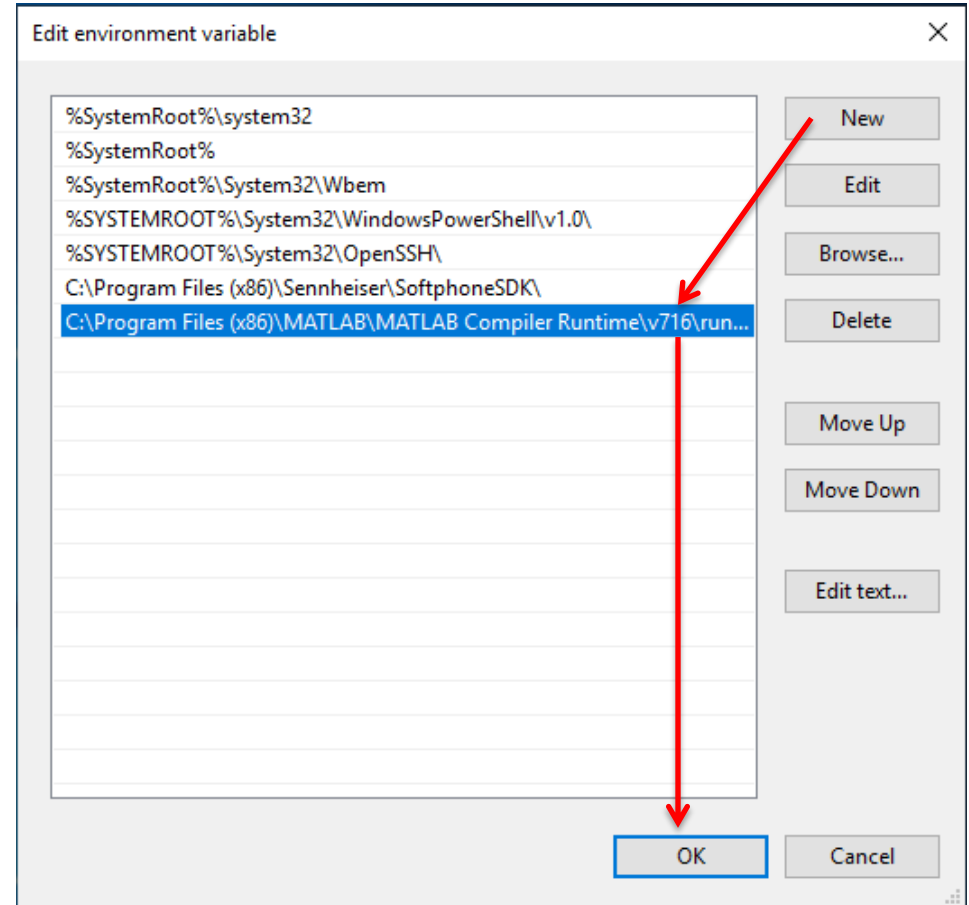 Edit environment variable
%SystemRoot%\system32
%SystemRoot%
%SystemRoot%\System32\Wbem
%SYSTEMROOT%\System32\WindowsPowerShell\v1.0\
%SYSTEMROOT%\System32\OpenSSH\
C:\Program Files (x86)\Sennheiser\SoftphoneSDK\
C:\Program Files (x86)\MATLAB\MATLAB Compiler Runtime\v716\run...
New
Edit
Browse...
Delete
Move Up
Move Down
Edit text...
OK
Cancel